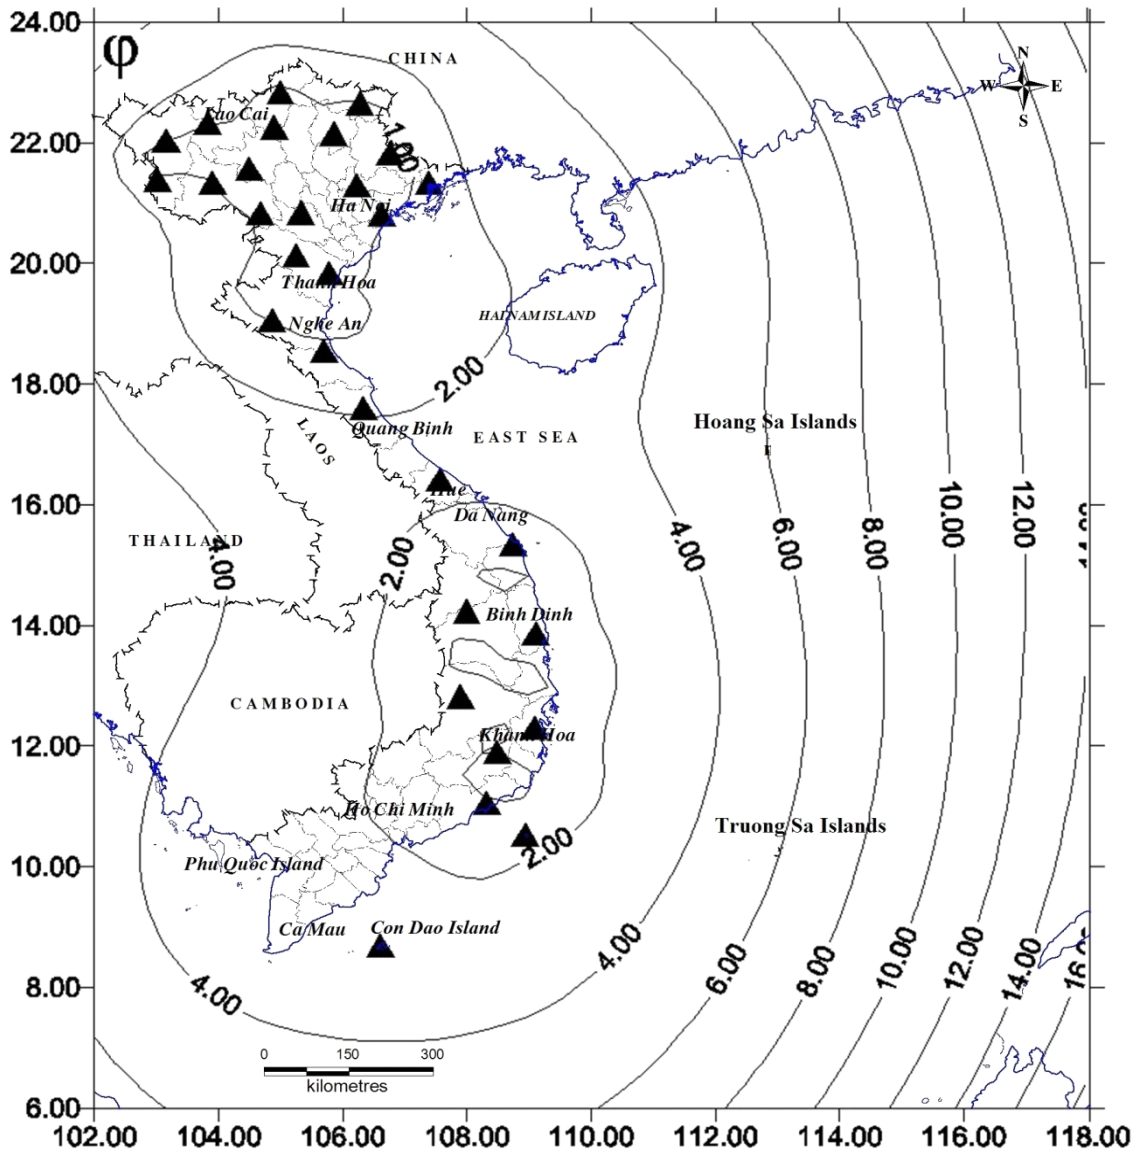 24.00
φ
CHINA
N
W E
S
Lao Cai
22.00
1.00
Ha Noi
20.00
Thanh Hoa
HAI NAM ISLAND
Nghe An
18.00
2.00
Hoang Sa Islands
Quang Binh
EAST SEA
LAOS
Hue
16.00
10.00
12.00
Da Nang
THAILAND
4.00
2.00
4.00
6.00
8.00
14.00
Binh Dinh
CAMBODIA
12.00
Khanh Hoa
Ho Chi Minh
Truong Sa Islands
2.00
10.00
Phu Quoc Island
Ca Mau
Con Dao Island
8.00
4.00
4.00
6.00
8.00
10.00
12.00
14.00
0 150 300
kilometres
6.00
102.00 104.00 106.00 108.00 110.00 112.00 114.00 116.00 118.00